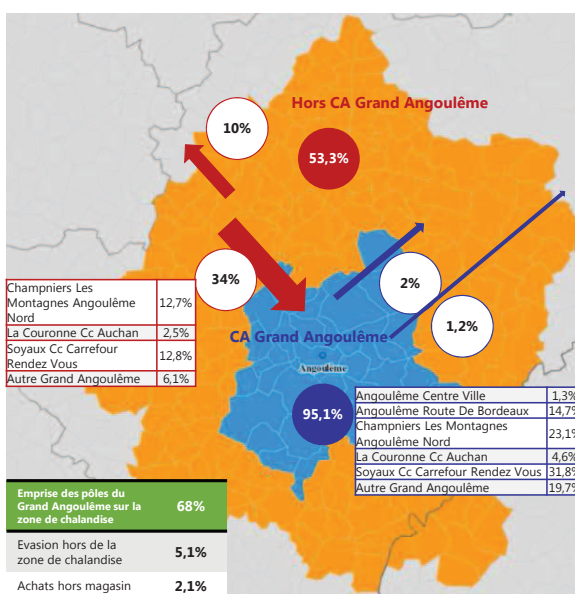 Hors CA Grand Angoulême
10%
53,3%
34%
2%
1,2%
CA Grand Angoulême
Angoulême
95,1%
Champniers Les
Montagnes Angoulême
Nord
12,7%
La Couronne Cc Auchan 2,5%
Soyaux Cc Carrefour
Rendez Vous
12,8%
Autre Grand Angoulême 6,1%
Angoulême Centre Ville 1,3%
Angoulême Route De Bordeaux 14,7%
Champniers Les Montagnes
Angoulême Nord
23,1%
La Couronne Cc Auchan 4,6%
Soyaux Cc Carrefour Rendez Vous 31,8%
Autre Grand Angoulême 19,7%
Emprise des pôles du
Grand Angoulême sur la
zone de chalandise
68%
Evasion hors de la
zone de chalandise
5,1%
Achats hors magasin 2,1%